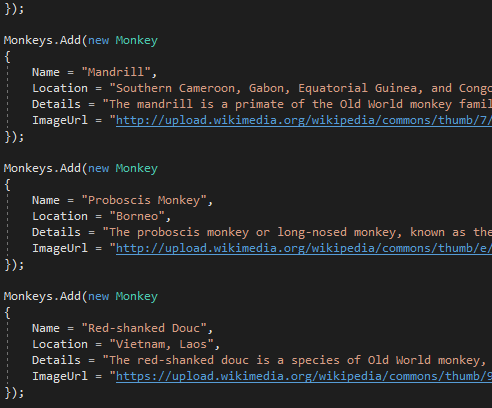 });
Monkeys.Add(new Monkey
{
Name = "Mandrill",
Location = "Southern Cameroon, Gabon, Equatorial Guinea, and Congo
Details = "The mandrill is a primate of the Old World monkey famil
ImageUrl = "http://upload.wikimedia.org/wikipedia/commons/thumb/7/
});
Monkeys.Add(new Monkey
{
Name = "Proboscis Monkey",
Location = "Borneo",
Details = "The proboscis monkey or long-nosed monkey, known as the
ImageUrl = "http://upload.wikimedia.org/wikipedia/commons/thumb/e/
});
Monkeys.Add(new Monkey
{
Name = "Red-shanked Douc",
Location = "Vietnam, Laos",
Details = "The red-shanked douc is a species of Old World monkey,
ImageUrl = "https://upload.wikimedia.org/wikipedia/commons/thumb/9
});